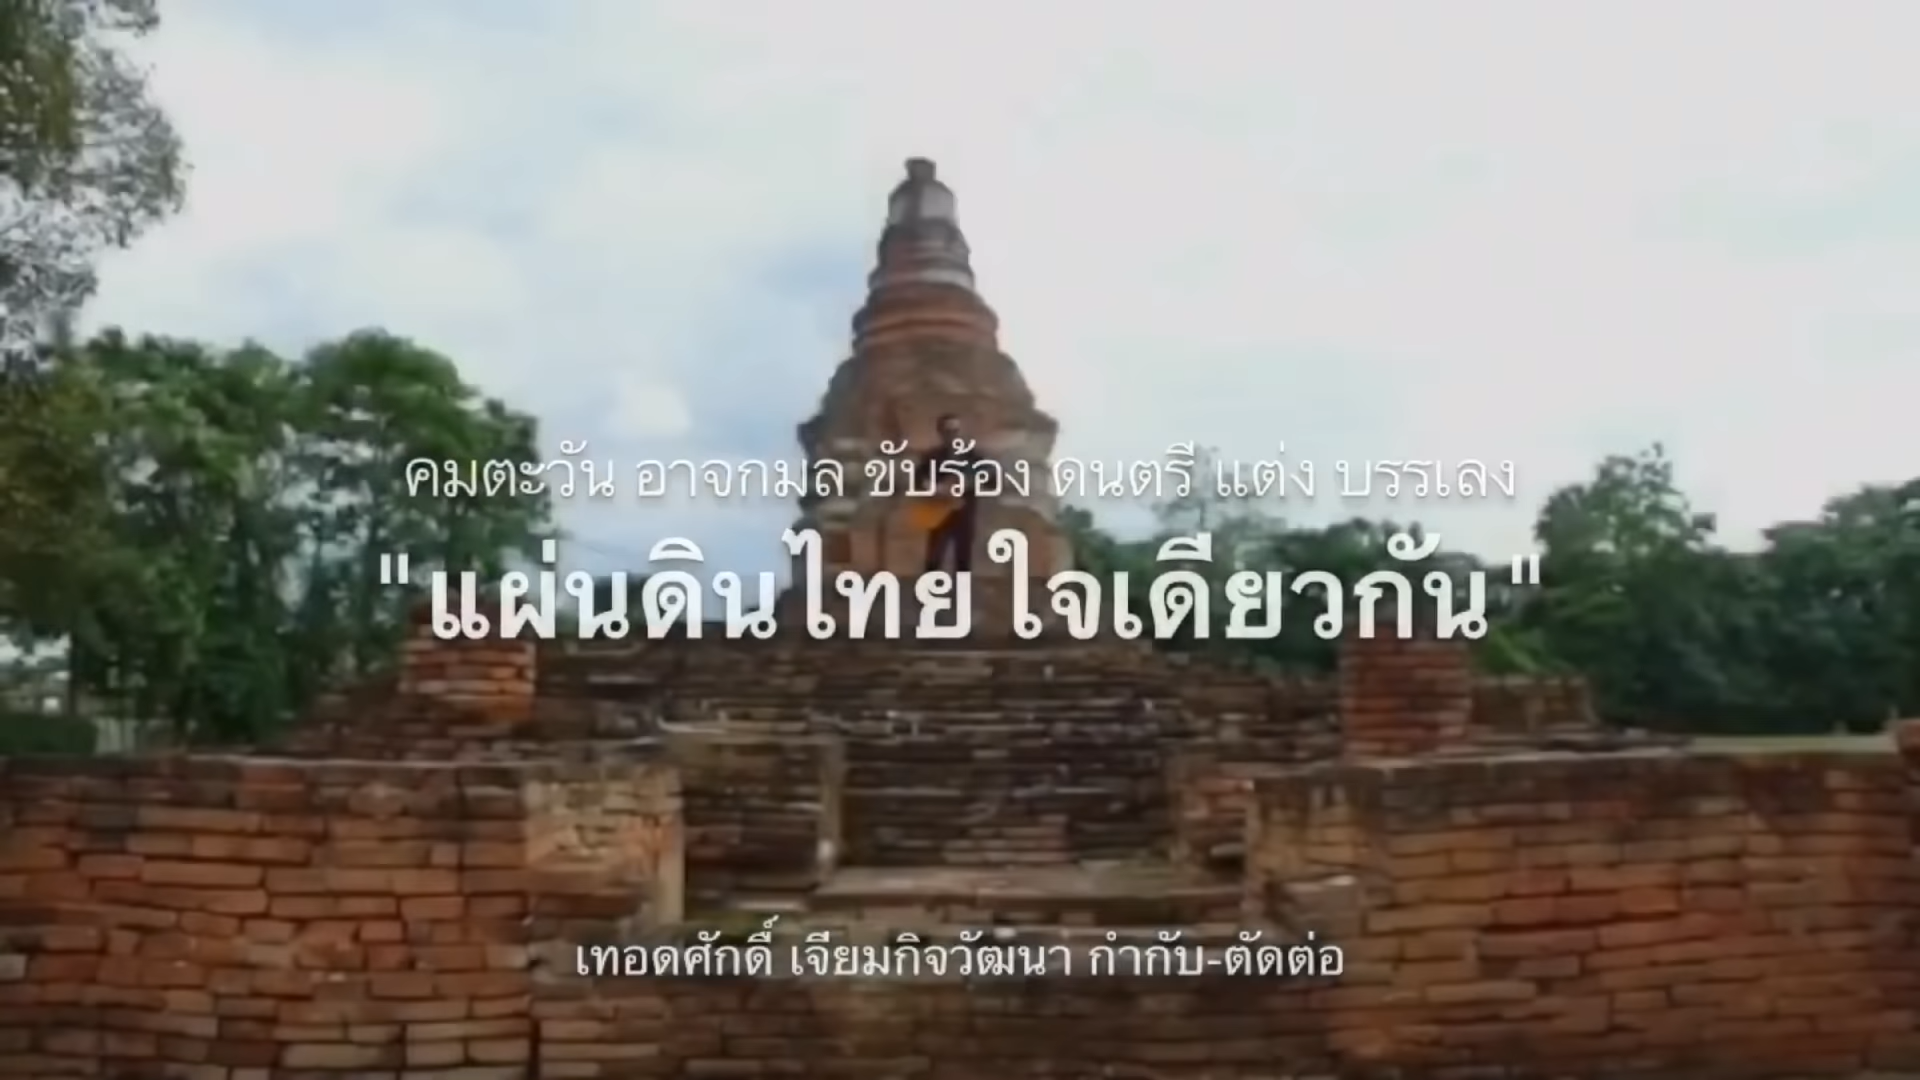 คมตะวัน อาจกมล ขับร้อง ดนตรี แต่ง บรรเลง
"แผ่นดินไทย ใจเดียวกัน"
เทอดศักดิ์ เจียมกิจวัฒนา กำกับ-ตัดต่อ